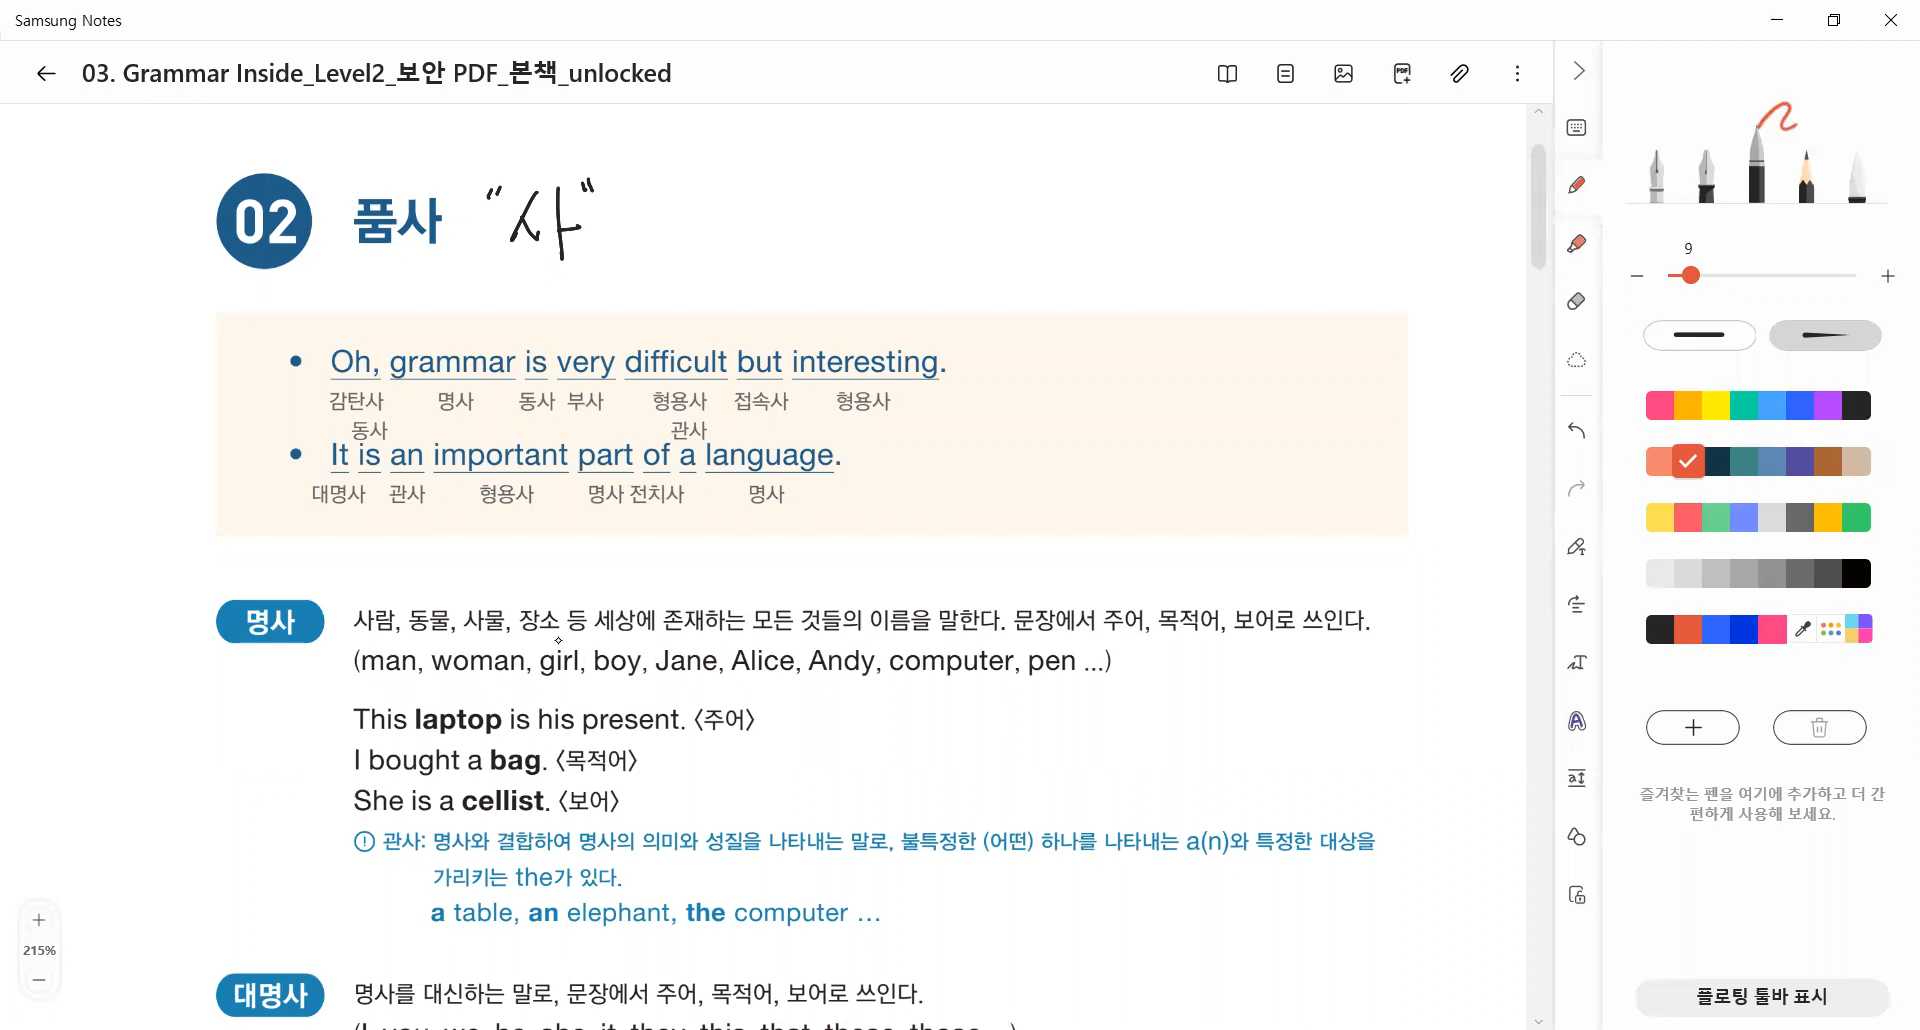 Samsung Notes
03. Grammar Inside_Level2_보안 PDF_본책_unlocked
02 품사 "사"
Oh, grammar is very difficult but interesting.
감탄사 명사 동사 부사 형용사 접속사 형용사
동사 관사
It is an important part of a language.
대명사 관사 형용사 명사 전치사 명사
명사 사람, 동물, 사물, 장소 등 세상에 존재하는 모든 것들의 이름을 말한다. 문장에서 주어, 목적어, 보어로 쓰인다.
(man, woman, girl, boy, Jane, Alice, Andy, computer, pen ...)
This laptop is his present. 〈주어〉
I bought a bag. 〈목적어〉
She is a cellist. 〈보어〉
! 관사: 명사와 결합하여 명사의 의미와 성질을 나타내는 말로, 불특정한 (어떤) 하나를 나타내는 a(n)와 특정한 대상을
가리키는 the가 있다.
a table, an elephant, the computer ...
대명사 명사를 대신하는 말로, 문장에서 주어, 목적어, 보어로 쓰인다.
215%
PDF
9
즐겨찾는 펜을 여기에 추가하고 더 간
편하게 사용해 보세요.
플로팅 툴바 표시